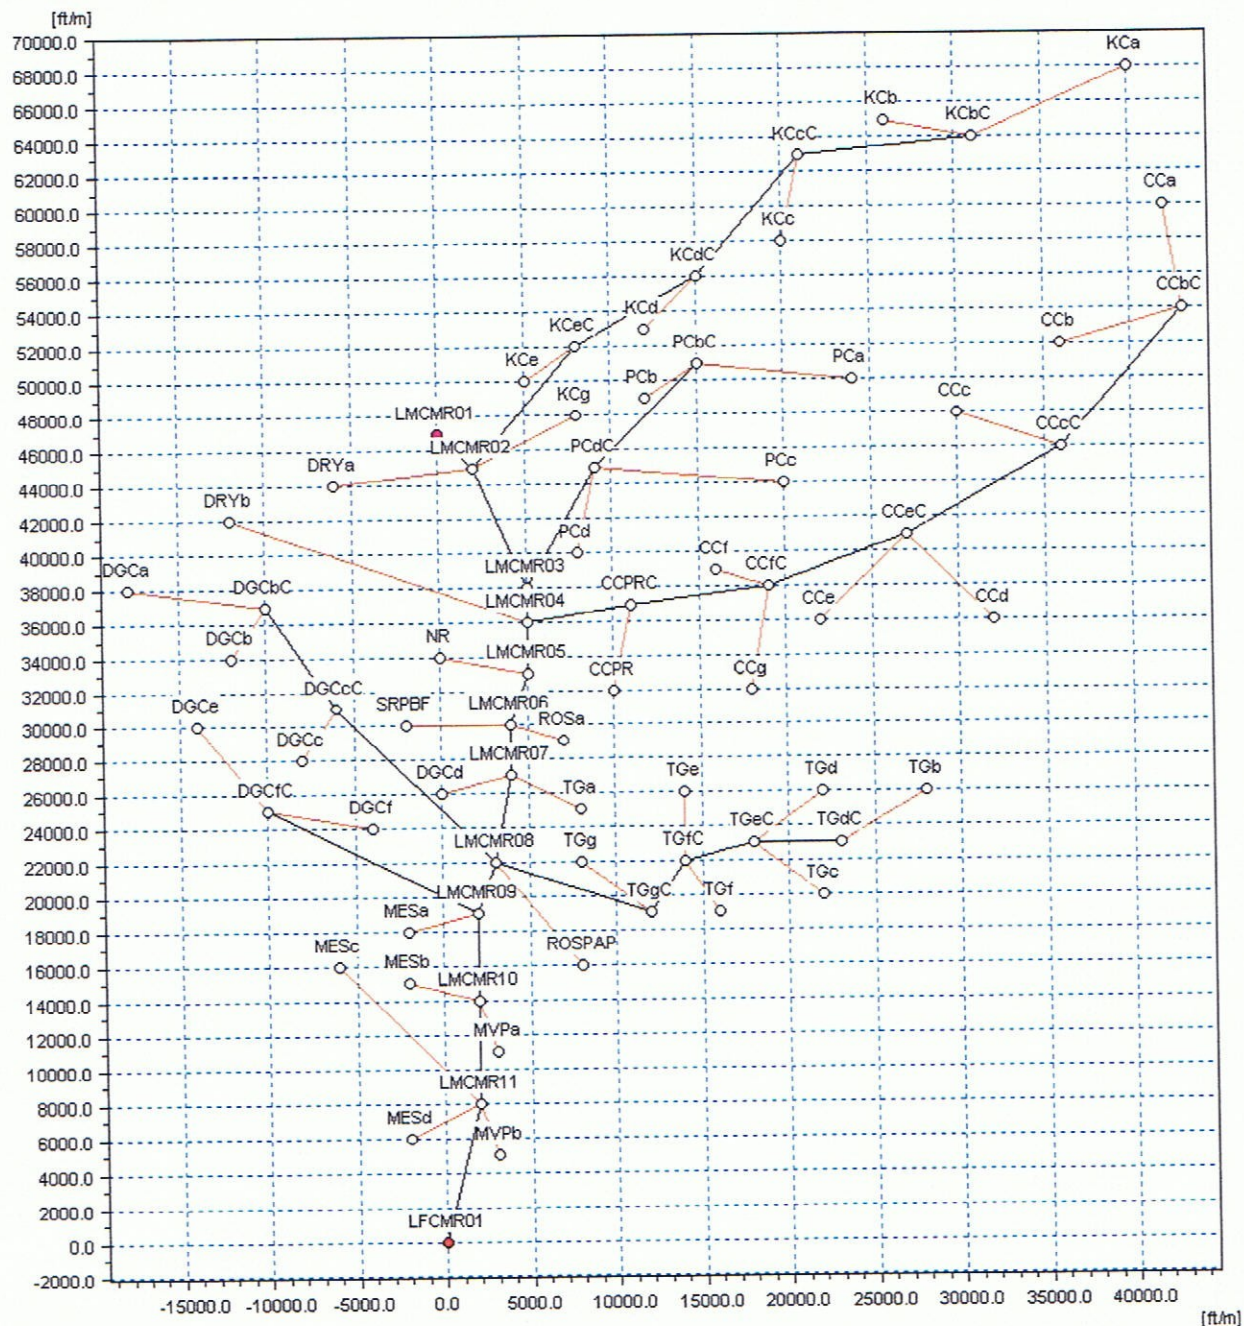 [ft/m]
70000.0
KCa
68000.0
66000.0
KCb
KCbC
64000.0
KCcC
62000.0
CCa
60000.0
KCc
58000.0
KCdC
56000.0
CCbC
54000.0
KCeC
KCd
CCb
52000.0
PCbC
KCe
PCa
50000.0
PCb
KCg
CCc
48000.0
LMCMR01
CCcC
46000.0
LMCMR02
PCdC
DRYa
PCc
44000.0
DRYb
42000.0
PCd
CCeC
40000.0
LMCMR03
CCf
CCfC
DGCa
38000.0
DGCbC
LMCMR04
CCPRC
CCe
CCd
36000.0
DGCb
NR
LMCMR05
34000.0
CCPR
CCg
32000.0
DGCcC
DGCe
SRPBF
LMCMR06
ROSa
30000.0
DGCc
LMCMR07
28000.0
DGCd
TGa
TGe
TGd
TGb
26000.0
DGCfC
DGCf
TGeC
TGdC
24000.0
LMCMR08
TGg
TGfC
22000.0
LMCMR09
TGgC
TGf
TGc
20000.0
MESa
18000.0
MESc
MESb
ROSPAP
16000.0
LMCMR10
14000.0
MVPa
12000.0
10000.0
LMCMR11
8000.0
MESd
MVPb
6000.0
4000.0
2000.0
LFCMR01
0.0
-2000.0
-15000.0 -10000.0 -5000.0 0.0 5000.0 10000.0 15000.0 20000.0 25000.0 30000.0 35000.0 40000.0
[ft/m]